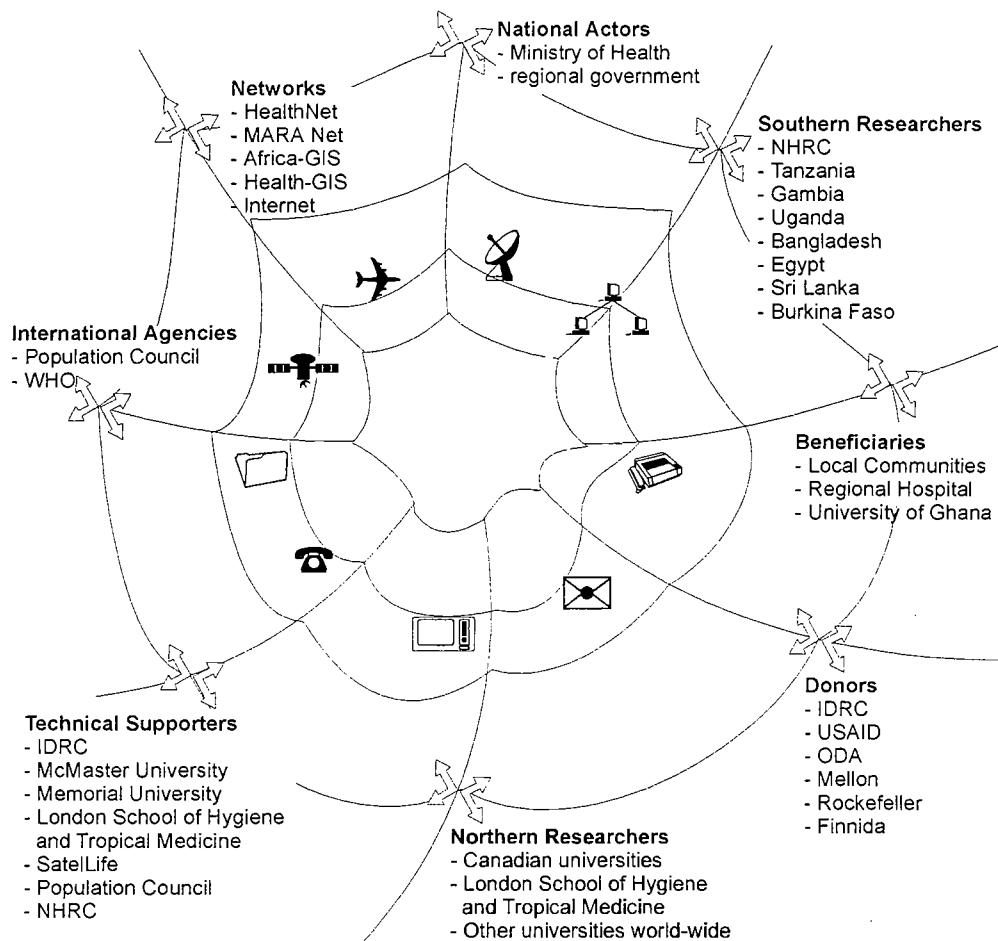 National Actors
- Ministry of Health
- regional government
Networks
- HealthNet
- MARA Net
- Africa-GIS
- Health-GIS
- Internet
Southern Researchers
- NHRC
- Tanzania
- Gambia
- Uganda
- Bangladesh
- Egypt
- Sri Lanka
- Burkina Faso
International Agencies
- Population Council
- WHO
Beneficiaries
- Local Communities
- Regional Hospital
- University of Ghana
Donors
- IDRC
- USAID
- ODA
- Mellon
- Rockefeller
- Finnida
Technical Supporters
- IDRC
- McMaster University
- Memorial University
- London School of Hygiene
and Tropical Medicine
- SatelLife
- Population Council
- NHRC
Northern Researchers
- Canadian universities
- London School of Hygiene
and Tropical Medicine
- Other universities world-wide